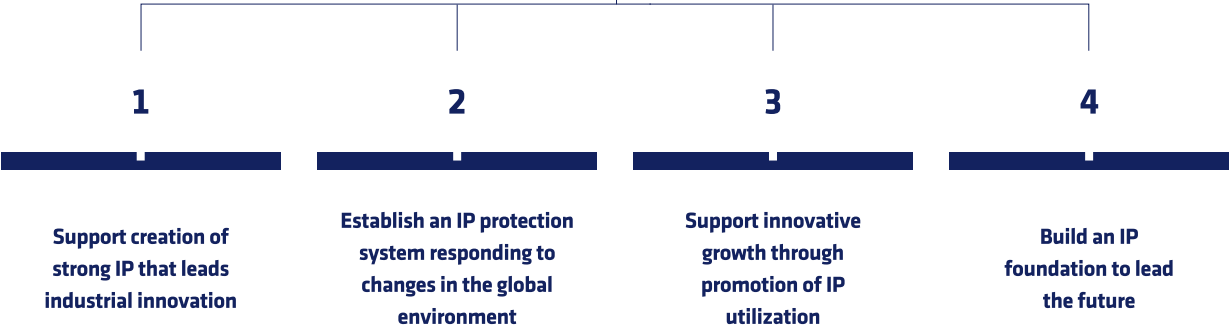 1
Support creation of
strong IP that leads
industrial innovation
2
Establish an IP protection
system responding to
changes in the global
environment
3
Support innovative
growth through
promotion of IP
utilization
4
Build an IP
foundation to lead
the future